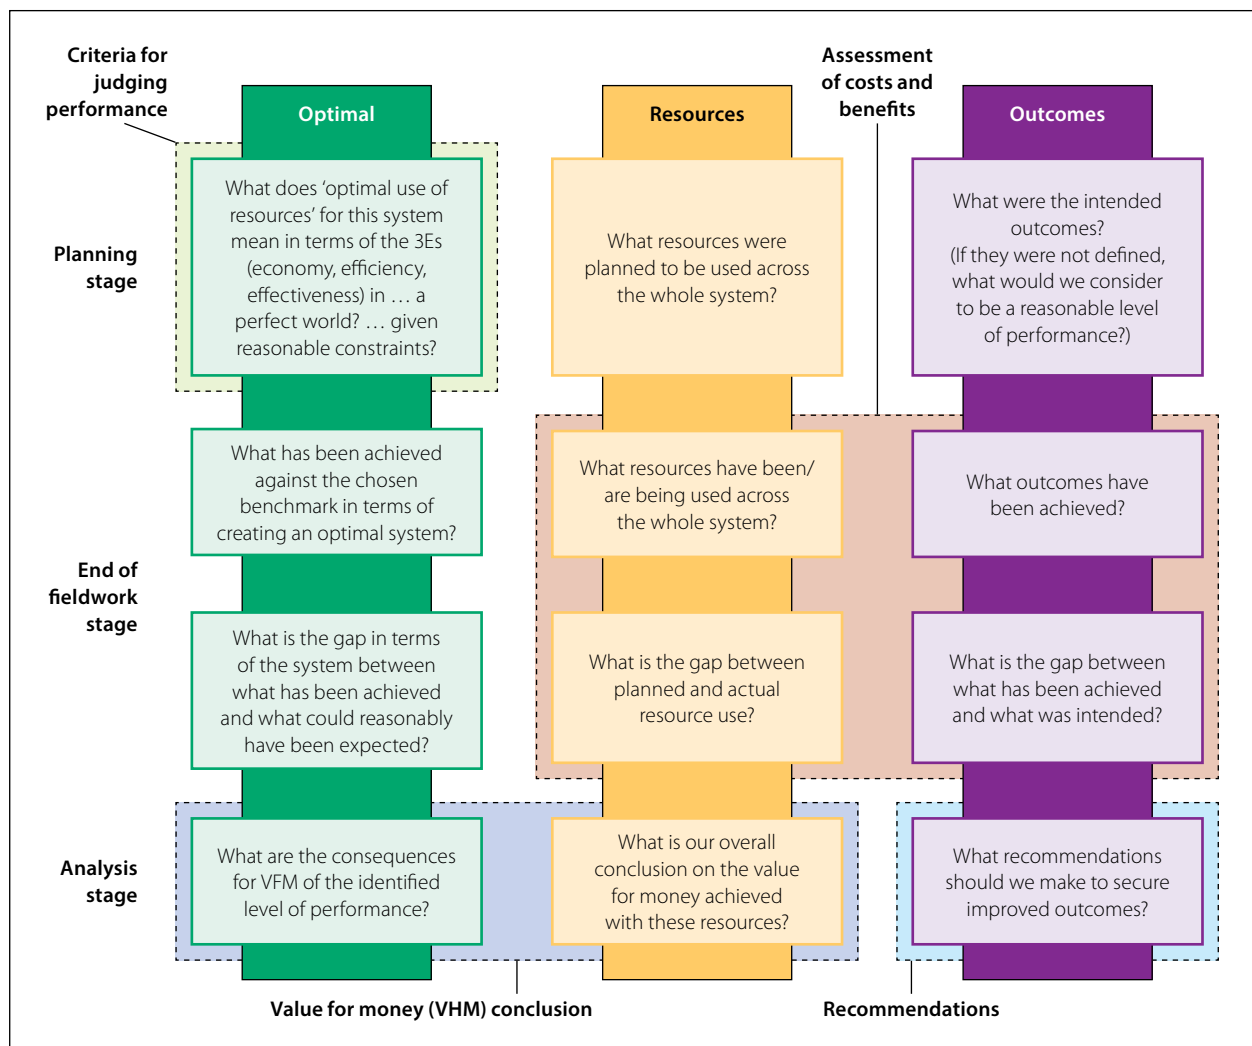 Criteria for
judging
performance
Assessment
of costs and
benefits
Optimal
Resources
Outcomes
Planning
stage
What does ‘optimal use of
resources’ for this system
mean in terms of the 3Es
(economy, efficiency,
effectiveness) in … a
perfect world? … given
reasonable constraints?
What resources were
planned to be used across
the whole system?
What were the intended
outcomes?
(If they were not defined,
what would we consider
to be a reasonable level
of performance?)
End of
fieldwork
stage
What has been achieved
against the chosen
benchmark in terms of
creating an optimal system?
What resources have been/
are being used across
the whole system?
What outcomes have
been achieved?
What is the gap in terms
of the system between
what has been achieved
and what could reasonably
have been expected?
What is the gap between
planned and actual
resource use?
What is the gap between
what has been achieved
and what was intended?
Analysis
stage
What are the consequences
for VFM of the identified
level of performance?
What is our overall
conclusion on the value
for money achieved
with these resources?
What recommendations
should we make to secure
improved outcomes?
Value for money (VHM) conclusion
Recommendations